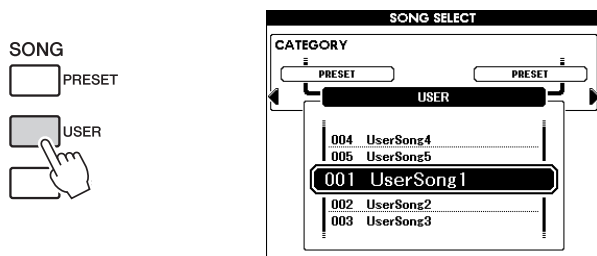 SONG
PRESET
USER
SONG SELECT
CATEGORY
PRESET PRESET
USER
004 UserSong4
005 UserSong5
001 UserSong1
002 UserSong2
003 UserSong3